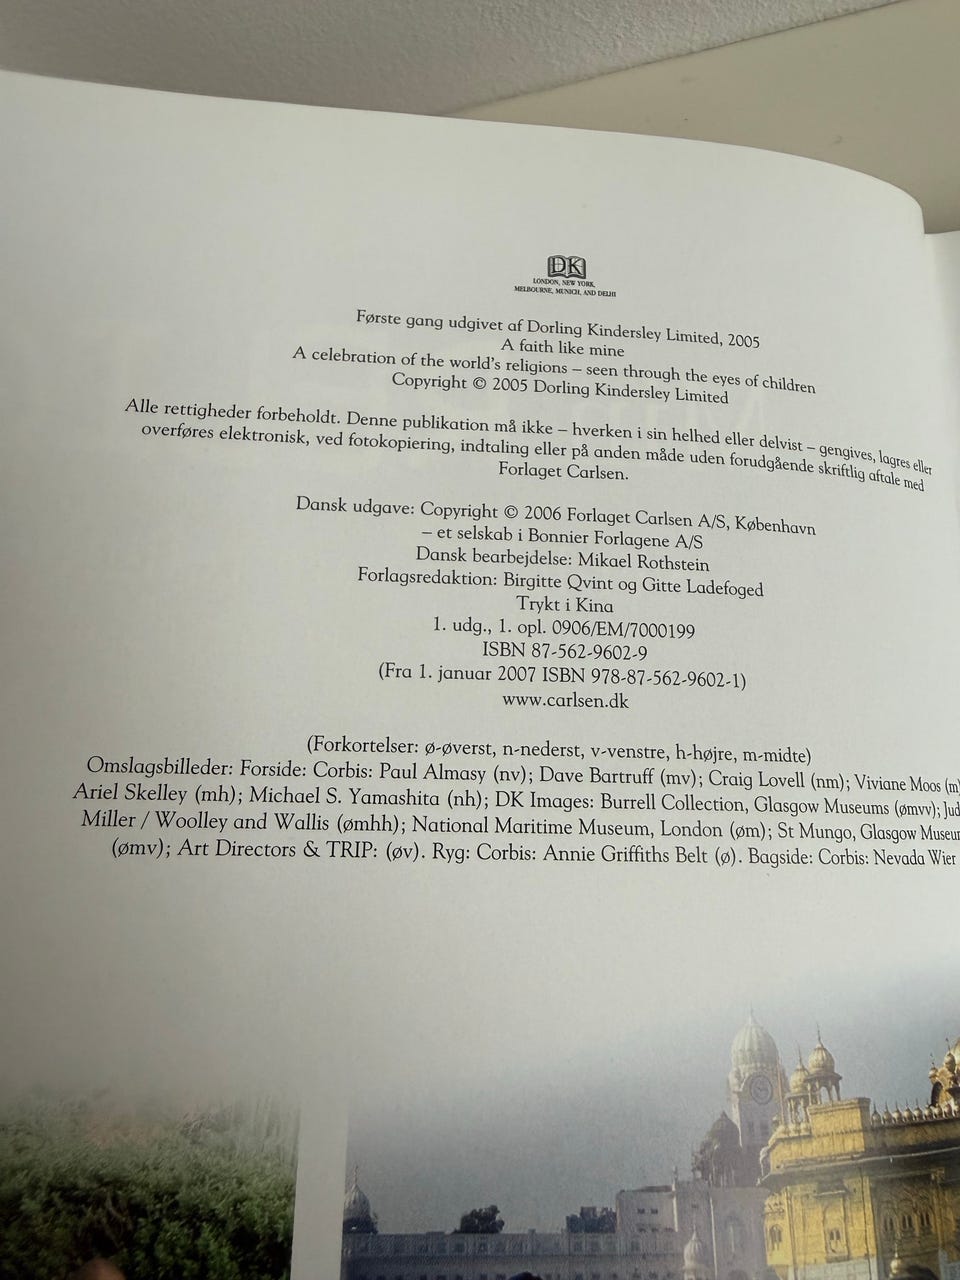 DK
LONDON, NEW YORK,
MELBOURNE, MUNICH, AND DELHI
Første gang udgivet af Dorling Kindersley Limited, 2005
A faith like mine
A celebration of the world's religions – seen through the eyes of children
Copyright © 2005 Dorling Kindersley Limited
Alle rettigheder forbeholdt. Denne publikation må ikke – hverken i sin helhed eller delvist – gengives, lagres eller
overføres elektronisk, ved fotokopiering, indtaling eller på anden måde uden forudgående skriftlig aftale med
Forlaget Carlsen.
Dansk udgave: Copyright © 2006 Forlaget Carlsen A/S, København
– et selskab i Bonnier Forlagene A/S
Dansk bearbejdelse: Mikael Rothstein
Forlagsredaktion: Birgitte Qvint og Gitte Ladefoged
Trykt i Kina
1. udg., 1. opl. 0906/EM/7000199
ISBN 87-562-9602-9
(Fra 1. januar 2007 ISBN 978-87-562-9602-1)
www.carlsen.dk
(Forkortelser: ø-øverst, n-nederst, v-venstre, h-højre, m-midte)
Omslagsbilleder: Forside: Corbis: Paul Almasy (nv); Dave Bartruff (mv); Craig Lovell (nm); Viviane Moos (m)
Ariel Skelley (mh); Michael S. Yamashita (nh); DK Images: Burrell Collection, Glasgow Museums (ømvv); Jud
Miller / Woolley and Wallis (ømhh); National Maritime Museum, London (øm); St Mungo, Glasgow Museum
(ømv); Art Directors & TRIP: (øv). Ryg: Corbis: Annie Griffiths Belt (ø). Bagside: Corbis: Nevada Wier